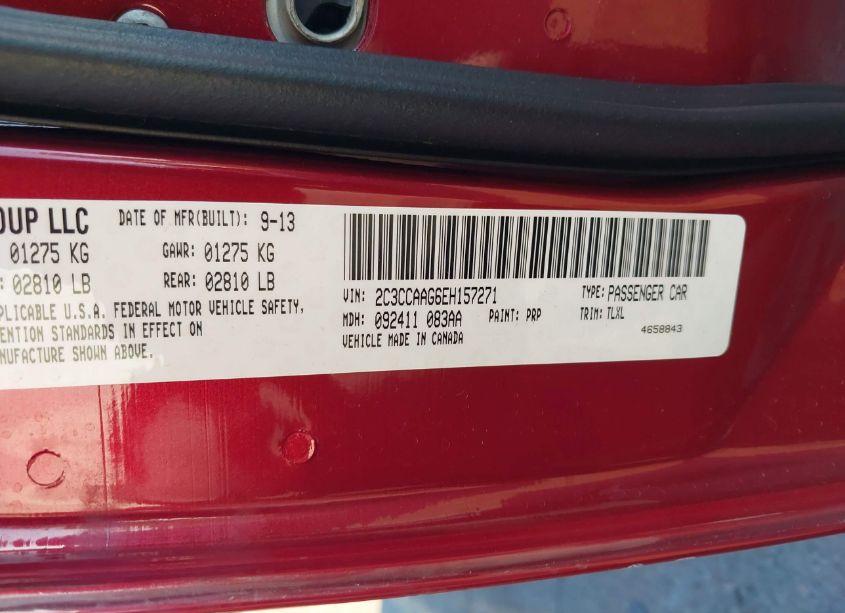 OUP LLC DATE OF MFR(BUILT): 9-13
01275 KG GAWR: 01275 KG
02810 LB REAR: 02810 LB
PLICABLE U.S.A. FEDERAL MOTOR VEHICLE SAFETY,
ENTION STANDARDS IN EFFECT ON
NUFACTURE SHOWN ABOVE.
VIN: 2C3CCAAG6EH157271 TYPE: PASSENGER CAR
MDH: 092411 083AA PAINT: PRP TRIM: TLXL
VEHICLE MADE IN CANADA 4658843